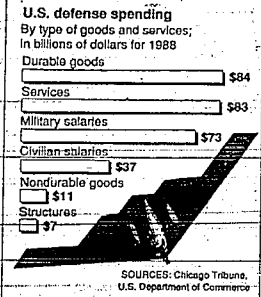 U.S. defense spending
By type of goods and services;
In billions of dollars for 1988
Durable goods
$84
Services
$83
Military salaries
$73
Civilian salaries
$37
Nondurable goods
$11
Structures
$7
SOURCES: Chicago Tribune,
U.S. Department of Commerce